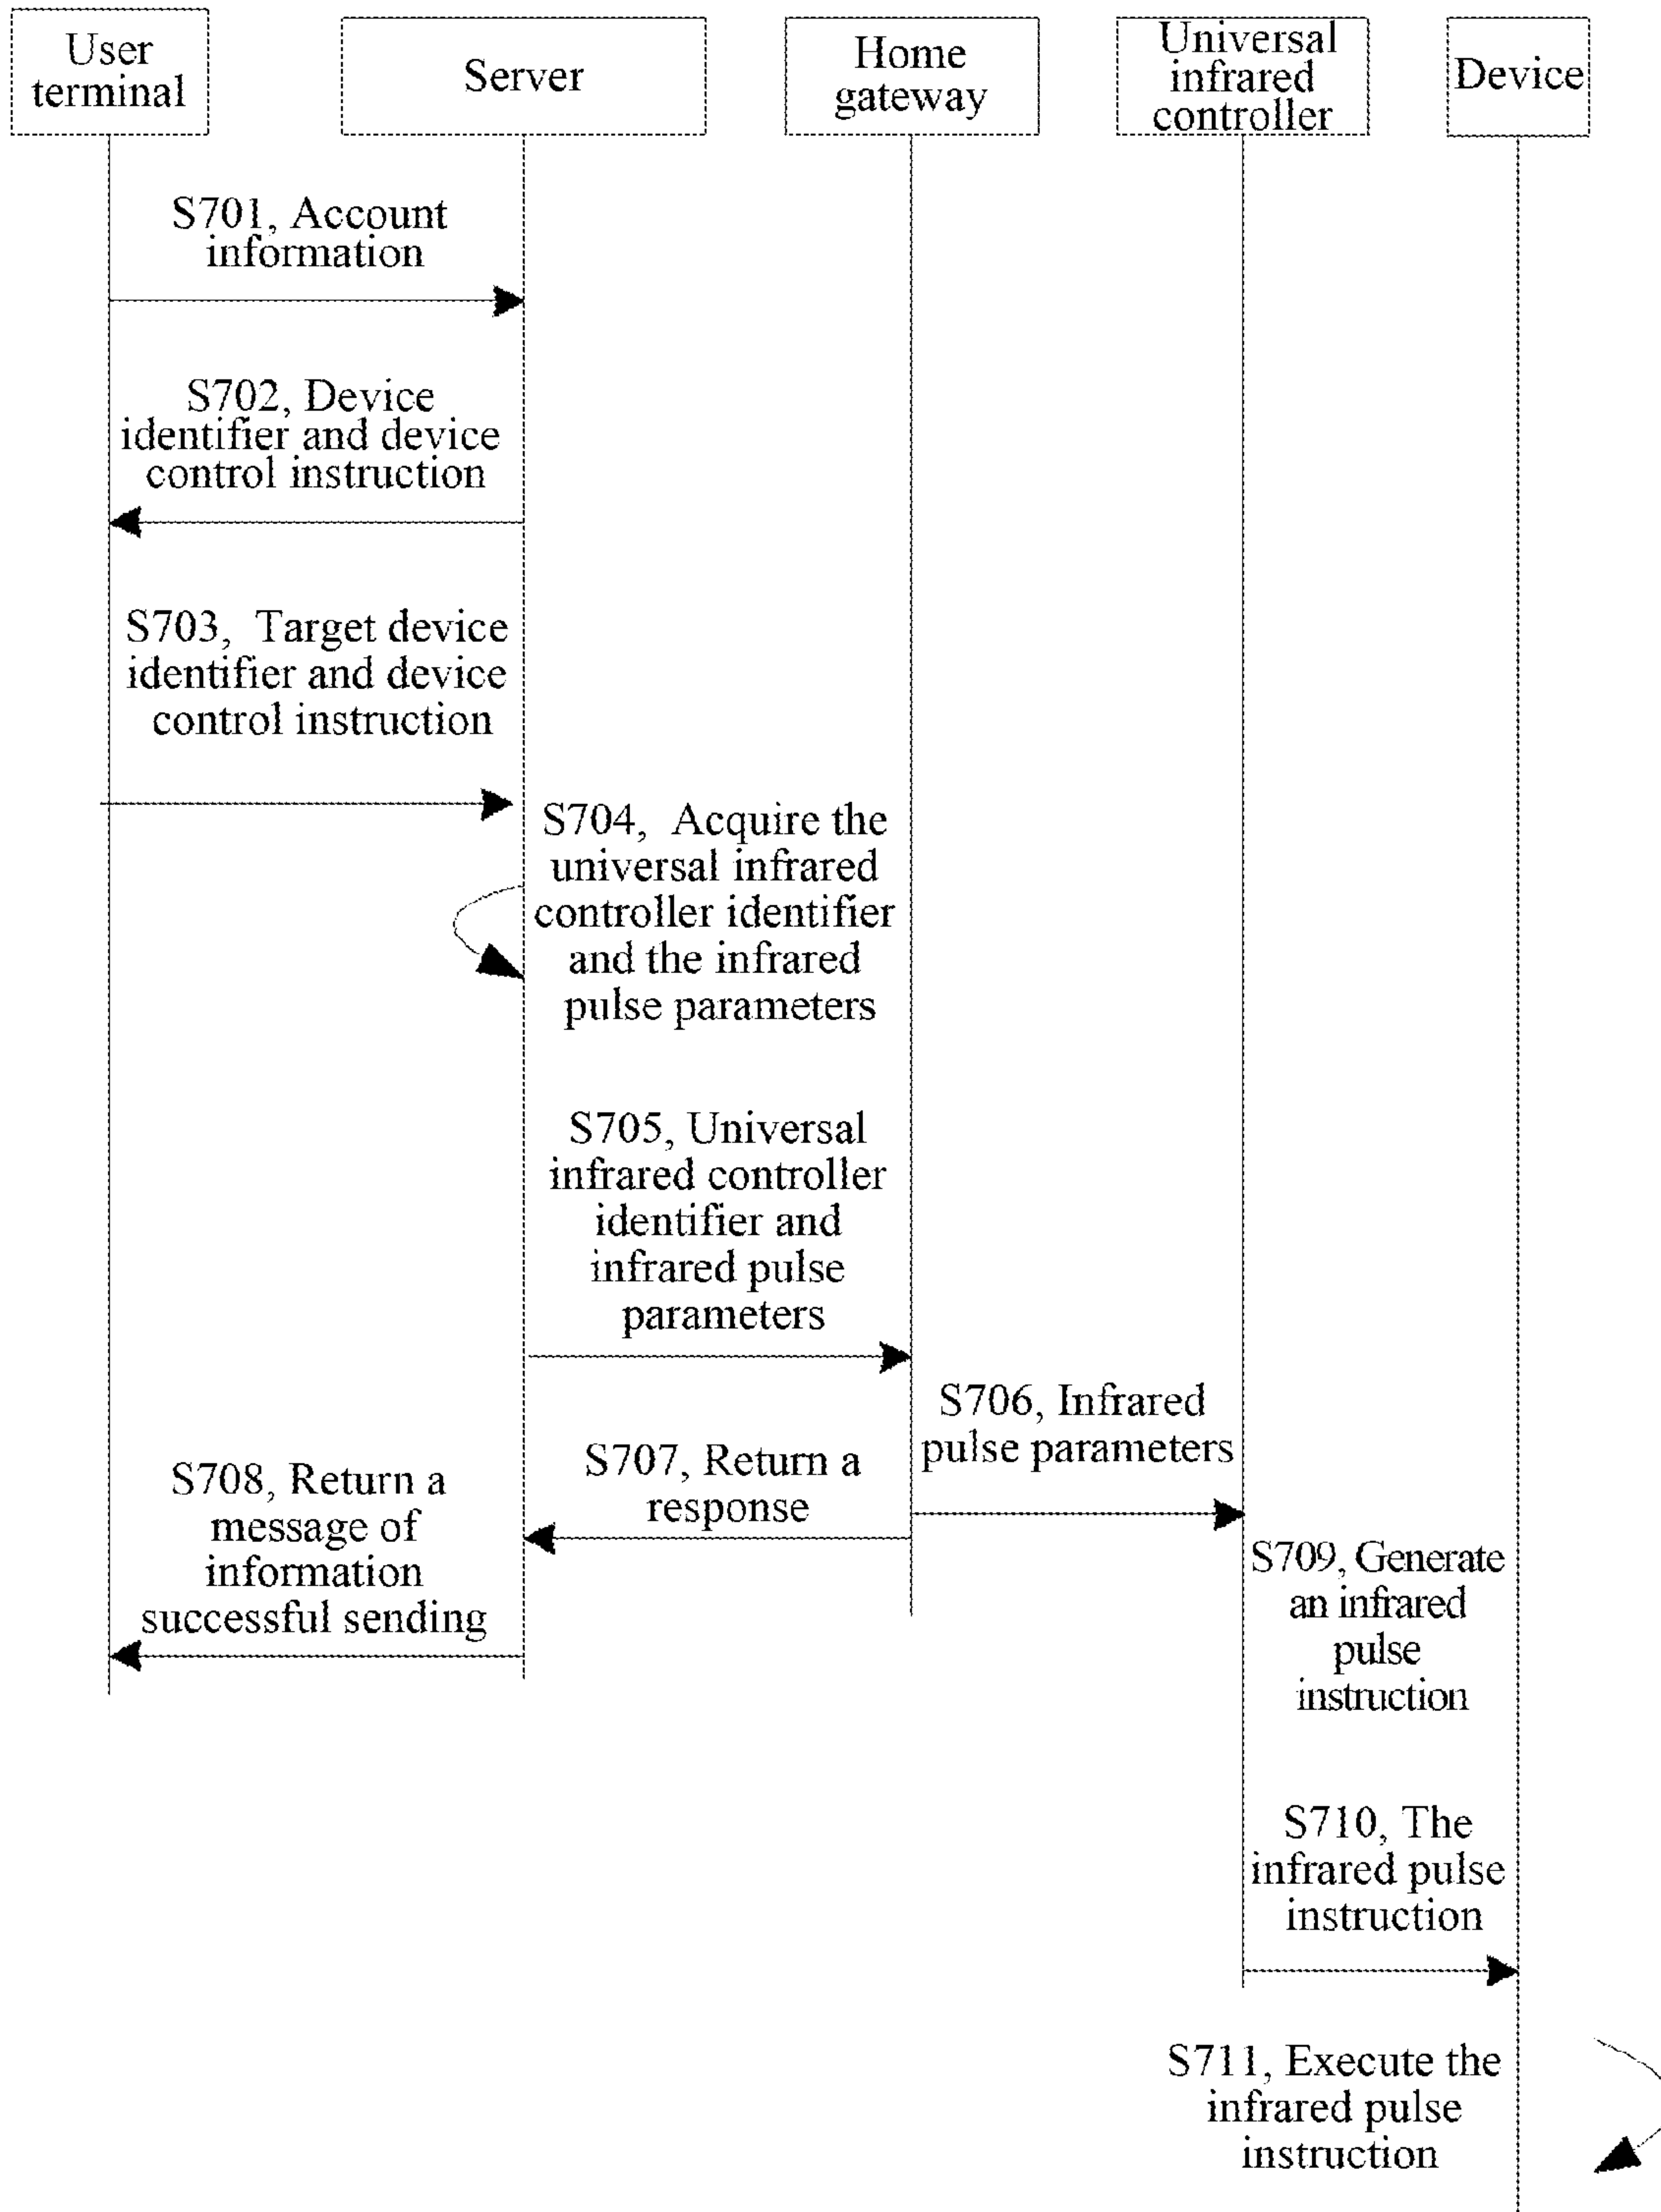 User
terminal
Server
Home
gateway
Universal
infrared
controller
Device
S701, Account
information
S702, Device
identifier and device
control instruction
S703, Target device
identifier and device
control instruction
S704, Acquire the
universal infrared
controller identifier
and the infrared
pulse parameters
S705, Universal
infrared controller
identifier and
infrared pulse
parameters
S706, Infrared
pulse parameters
S707, Return a
response
S708, Return a
message of
information
successful sending
S709, Generate
an infrared
pulse
instruction
S710, The
infrared pulse
instruction
S711, Execute the
infrared pulse
instruction